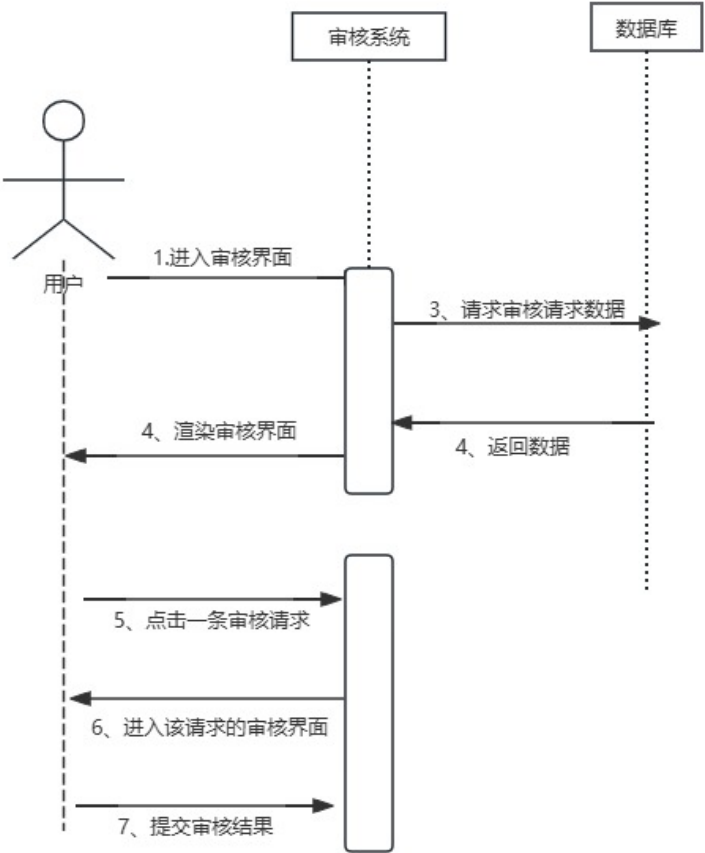 审核系统
数据库
用户
1.进入审核界面
3、请求审核请求数据
4、渲染审核界面
4、返回数据
5、点击一条审核请求
6、进入该请求的审核界面
7、提交审核结果